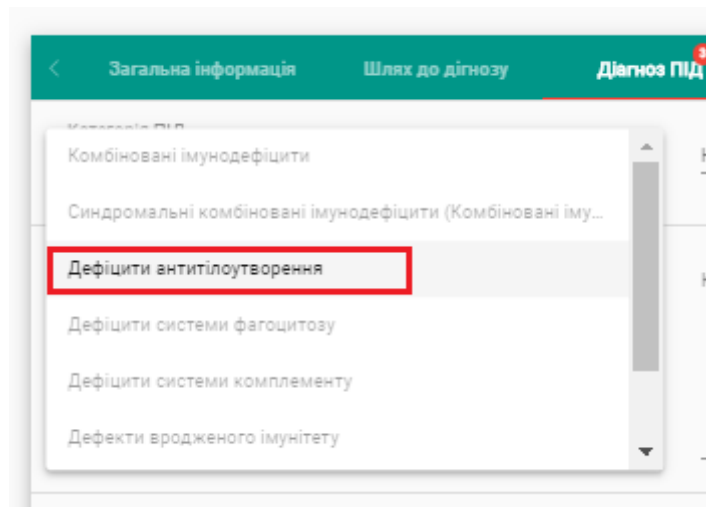 Загальна інформація
Шлях до дігнозу
Діагноз ПІД
3
Комбіновані імунодефіцити
Синдромальні комбіновані імунодефіцити (Комбіновані іму...
Дефіцити антитілоутворення
Дефіцити системи фагоцитозу
Дефіцити системи комплементу
Дефекти вродженого імунітету